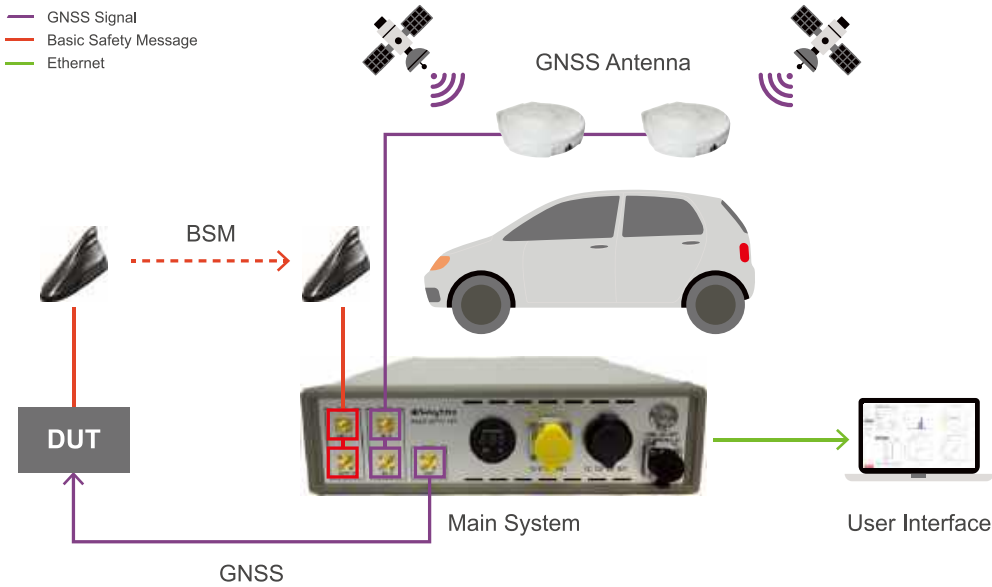 GNSS Signal
Basic Safety Message
Ethernet
GNSS Antenna
BSM
DUT
Main System
User Interface
GNSS